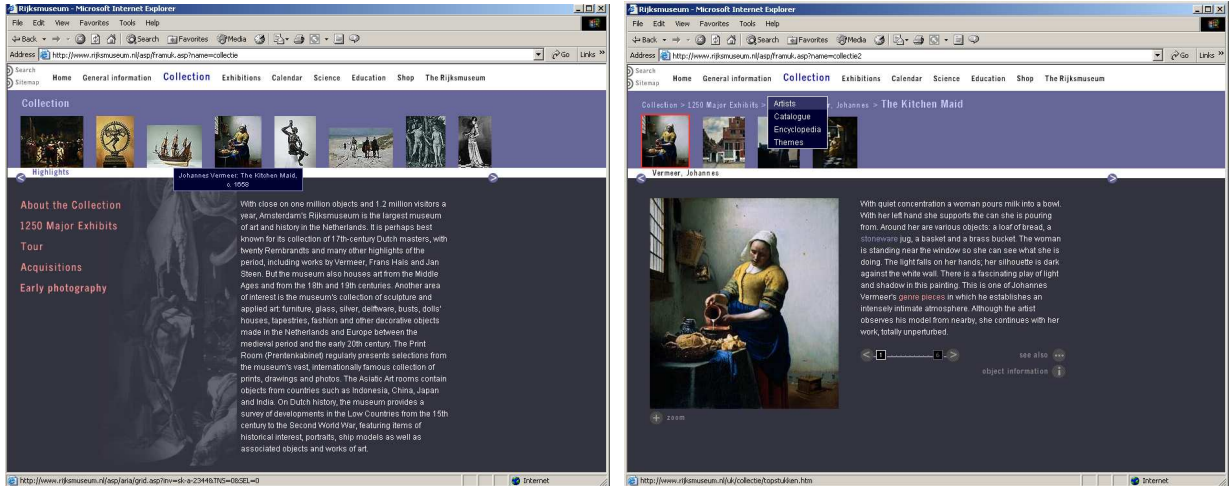 Rijksmuseum - Microsoft Internet Explorer
File Edit View Favorites Tools Help
Back Search Favorites Media
Address http://www.rijksmuseum.nl/asp/framuk.asp?name=collectie Go Links »
Search
Sitemap
Home General information Collection Exhibitions Calendar Science Education Shop The Rijksmuseum
Collection
Highlights
Johannes Vermeer: The Kitchen Maid,
c. 1658
About the Collection
1250 Major Exhibits
Tour
Acquisitions
Early photography
With close on one million objects and 1.2 million visitors a
year, Amsterdam's Rijksmuseum is the largest museum
of art and history in the Netherlands. It is perhaps best
known for its collection of 17th-century Dutch masters, with
twenty Rembrandts and many other highlights of the
period, including works by Vermeer, Frans Hals and Jan
Steen. But the museum also houses art from the Middle
Ages and from the 18th and 19th centuries. Another area
of interest is the museum's collection of sculpture and
applied art: furniture, glass, silver, delftware, busts, dolls'
houses, tapestries, fashion and other decorative objects
made in the Netherlands and Europe between the
medieval period and the early 20th century. The Print
Room (Prentenkabinet) regularly presents selections from
the museum's vast, internationally famous collection of
prints, drawings and photos. The Asiatic Art rooms contain
objects from countries such as Indonesia, China, Japan
and India. On Dutch history, the museum provides a
survey of developments in the Low Countries from the 15th
century to the Second World War, featuring items of
historical interest, portraits, ship models as well as
associated objects and works of art.
http://www.rijksmuseum.nl/asp/aria/grid.asp?inv=sk-a-2344&TNS=0&SEL=0 Internet
Rijksmuseum - Microsoft Internet Explorer
File Edit View Favorites Tools Help
Back Search Favorites Media
Address http://www.rijksmuseum.nl/asp/framuk.asp?name=collectie2 Go Links »
Search
Sitemap
Home General information Collection Exhibitions Calendar Science Education Shop The Rijksmuseum
Collection > 1250 Major Exhibits > Johannes > The Kitchen Maid
Artists
Catalogue
Encyclopedia
Themes
Vermeer, Johannes
With quiet concentration a woman pours milk into a bowl.
With her left hand she supports the can she is pouring
from. Around her are various objects: a loaf of bread, a
stoneware jug, a basket and a brass bucket. The woman
is standing near the window so she can see what she is
doing. The light falls on her hands; her silhouette is dark
against the white wall. There is a fascinating play of light
and shadow in this painting. This is one of Johannes
Vermeer's genre pieces in which he establishes an
intensely intimate atmosphere. Although the artist
observes his model from nearby, she continues with her
work, totally unperturbed.
< 1 6 > see also
object information i
+ zoom
http://www.rijksmuseum.nl/uk/collectie/topstukken.htm Internet